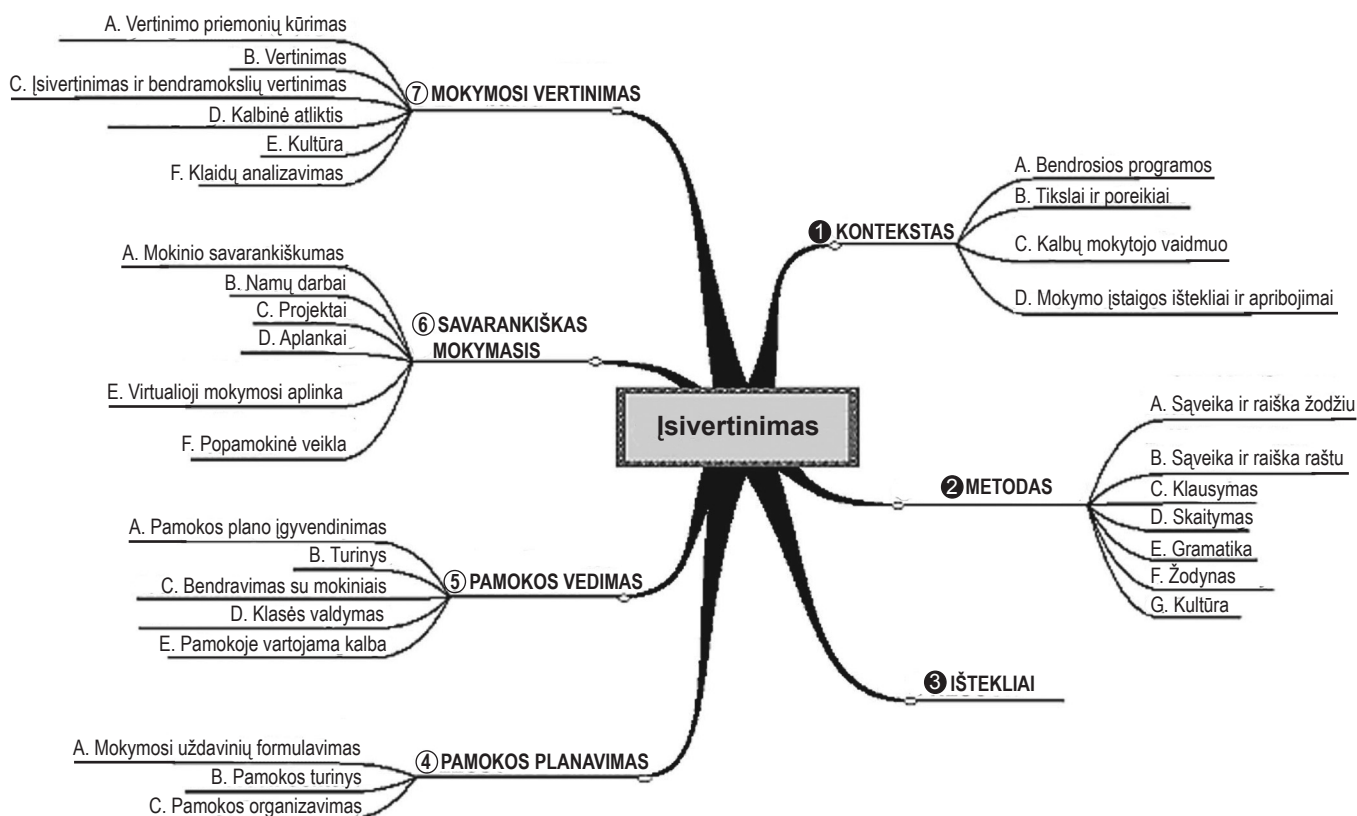 Įsivertinimas
❶ KONTEKSTAS
A. Bendrosios programos
B. Tikslai ir poreikiai
C. Kalbų mokytojo vaidmuo
D. Mokymo įstaigos ištekliai ir apribojimai
❷ METODAS
A. Sąveika ir raiška žodžiu
B. Sąveika ir raiška raštu
C. Klausymas
D. Skaitymas
E. Gramatika
F. Žodynas
G. Kultūra
❸ IŠTEKLIAI
④ PAMOKOS PLANAVIMAS
A. Mokymosi uždavinių formulavimas
B. Pamokos turinys
C. Pamokos organizavimas
⑤ PAMOKOS VEDIMAS
A. Pamokos plano įgyvendinimas
B. Turinys
C. Bendravimas su mokiniais
D. Klasės valdymas
E. Pamokoje vartojama kalba
⑥ SAVARANKIŠKAS
MOKYMASIS
A. Mokinio savarankiškumas
B. Namų darbai
C. Projektai
D. Aplankai
E. Virtualioji mokymosi aplinka
F. Popamokinė veikla
⑦ MOKYMOSI VERTINIMAS
A. Vertinimo priemonių kūrimas
B. Vertinimas
C. Įsivertinimas ir bendramokslių vertinimas
D. Kalbinė atliktis
E. Kultūra
F. Klaidų analizavimas